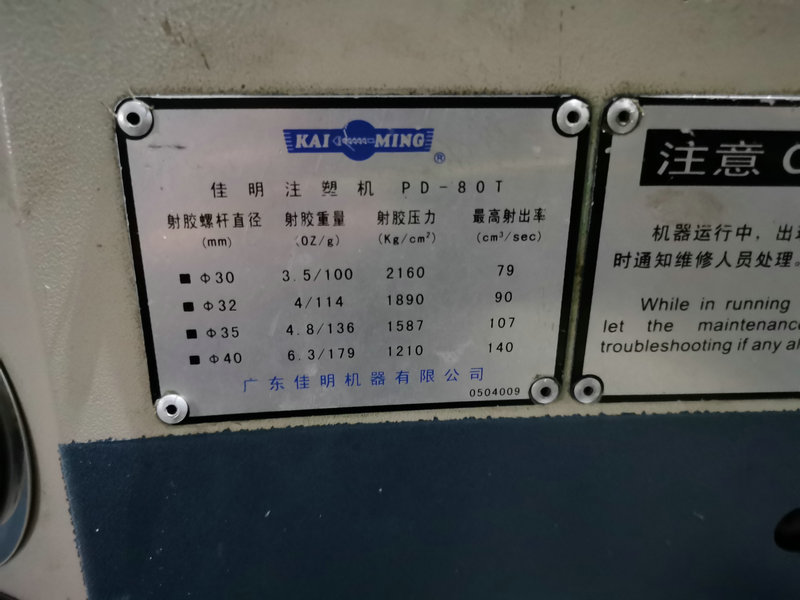 KAI MING
®
佳明注塑机 PD-80T
射胶螺杆直径 射胶重量 射胶压力 最高射出率
(mm) (OZ/g) (Kg/cm²) (cm³/sec)
■ Φ30 3.5/100 2160 79
■ Φ32 4/114 1890 90
■ Φ35 4.8/136 1587 107
■ Φ40 6.3/179 1210 140
广东佳明机器有限公司
0504009
注意
机器运行中，
时通知维修人员处理。
While in running
let the maintenance
troubleshooting if any